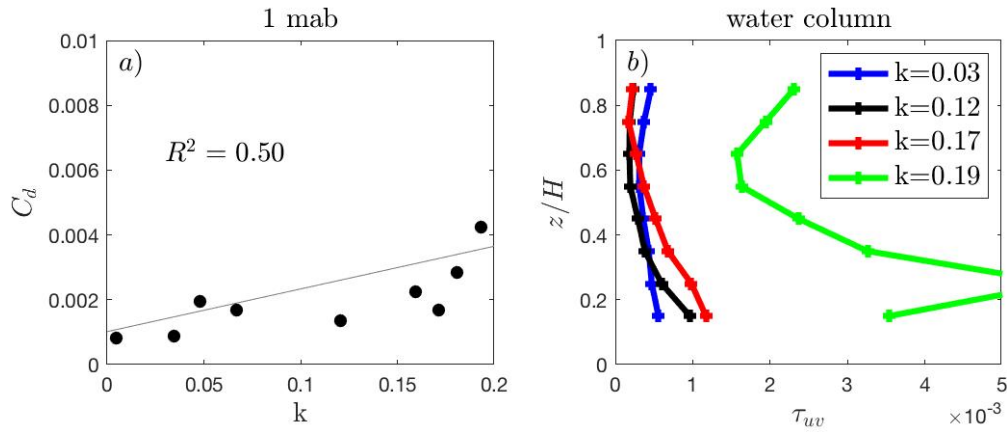 1 mab
a)
R² = 0.50
C_d
0.01
0.008
0.006
0.004
0.002
0
0 0.05 0.1 0.15 0.2
k
water column
b)
k=0.03
k=0.12
k=0.17
k=0.19
z/H
1
0.8
0.6
0.4
0.2
0
0 1 2 3 4 5
×10⁻³
τ_uv